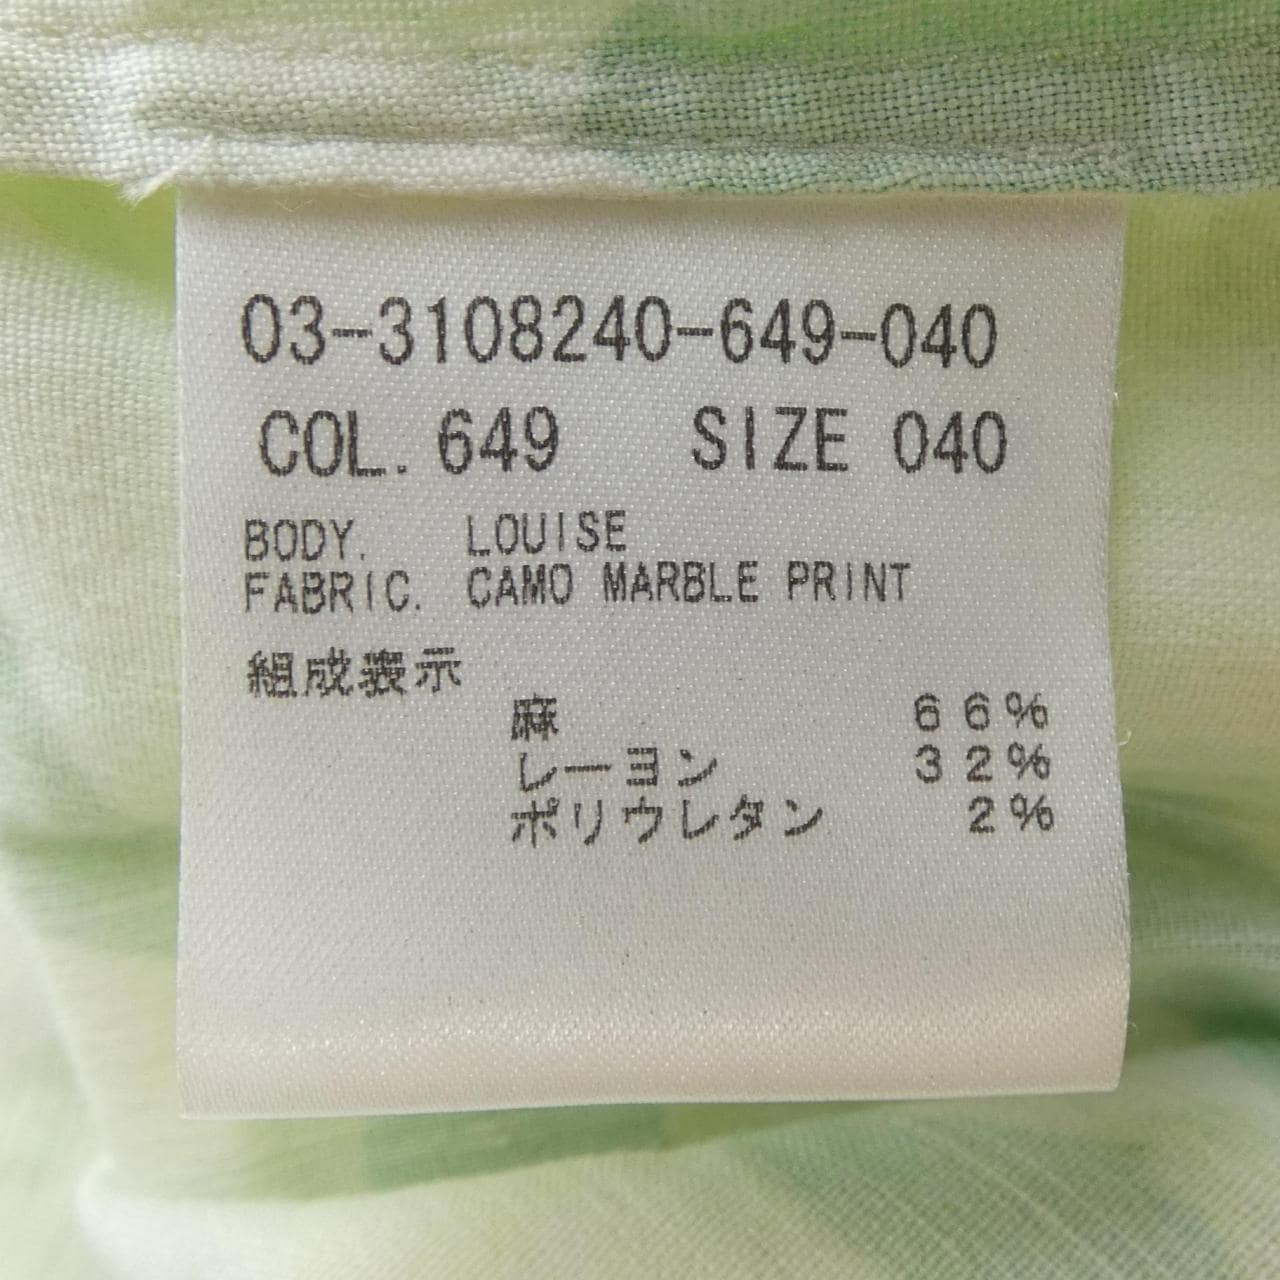 03-3108240-649-040
COL. 649 SIZE 040
BODY. LOUISE
FABRIC. CAMO MARBLE PRINT
組成表示
麻 66%
レーヨン 32%
ポリウレタン 2%